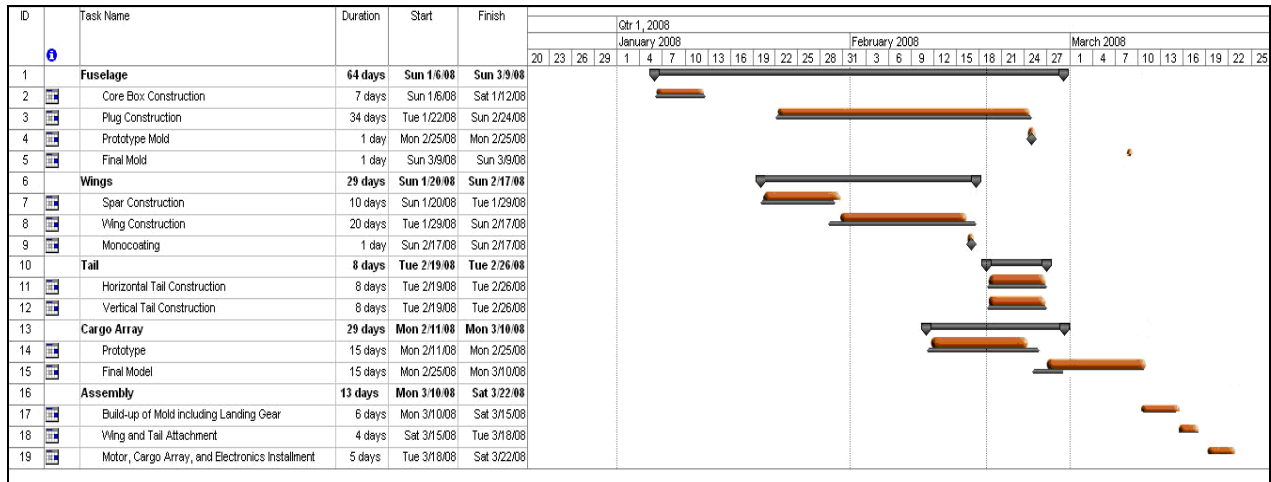 ID Task Name Duration Start Finish
Qtr 1, 2008
January 2008 February 2008 March 2008
20 23 26 29 1 4 7 10 13 16 19 22 25 28 31 3 6 9 12 15 18 21 24 27 1 4 7 10 13 16 19 22 25
1 Fuselage 64 days Sun 1/6/08 Sun 3/9/08
2 Core Box Construction 7 days Sun 1/6/08 Sat 1/12/08
3 Plug Construction 34 days Tue 1/22/08 Sun 2/24/08
4 Prototype Mold 1 day Mon 2/25/08 Mon 2/25/08
5 Final Mold 1 day Sun 3/9/08 Sun 3/9/08
6 Wings 29 days Sun 1/20/08 Sun 2/17/08
7 Spar Construction 10 days Sun 1/20/08 Tue 1/29/08
8 Wing Construction 20 days Tue 1/29/08 Sun 2/17/08
9 Monocoating 1 day Sun 2/17/08 Sun 2/17/08
10 Tail 8 days Tue 2/19/08 Tue 2/26/08
11 Horizontal Tail Construction 8 days Tue 2/19/08 Tue 2/26/08
12 Vertical Tail Construction 8 days Tue 2/19/08 Tue 2/26/08
13 Cargo Array 29 days Mon 2/11/08 Mon 3/10/08
14 Prototype 15 days Mon 2/11/08 Mon 2/25/08
15 Final Model 15 days Mon 2/25/08 Mon 3/10/08
16 Assembly 13 days Mon 3/10/08 Sat 3/22/08
17 Build-up of Mold including Landing Gear 6 days Mon 3/10/08 Sat 3/15/08
18 Wing and Tail Attachment 4 days Sat 3/15/08 Tue 3/18/08
19 Motor, Cargo Array, and Electronics Installment 5 days Tue 3/18/08 Sat 3/22/08